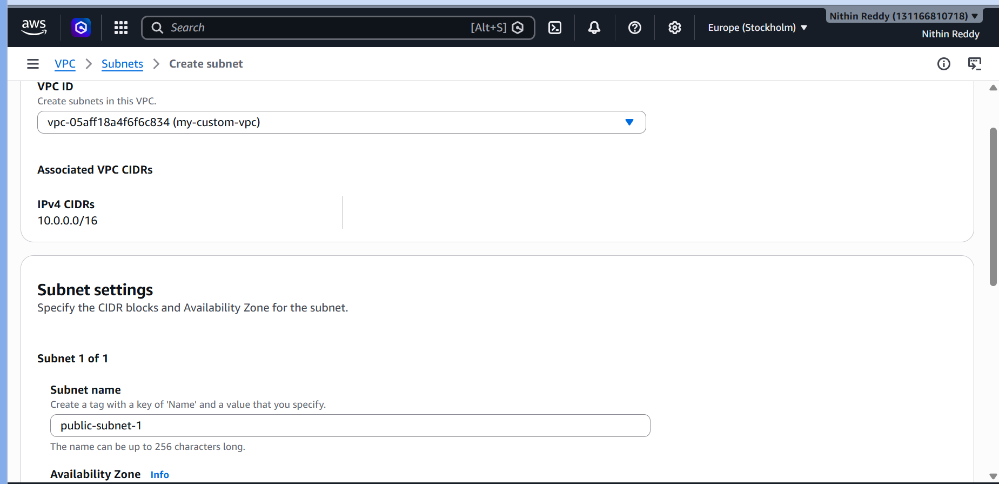 aws
Search [Alt+S]
Europe (Stockholm)
Nithin Reddy (131166810718)
Nithin Reddy
VPC
Subnets
Create subnet
VPC ID
Create subnets in this VPC.
vpc-05aff18a4f6f6c834 (my-custom-vpc)
Associated VPC CIDRs
IPv4 CIDRs
10.0.0.0/16
Subnet settings
Specify the CIDR blocks and Availability Zone for the subnet.
Subnet 1 of 1
Subnet name
Create a tag with a key of 'Name' and a value that you specify.
public-subnet-1
The name can be up to 256 characters long.
Availability Zone Info